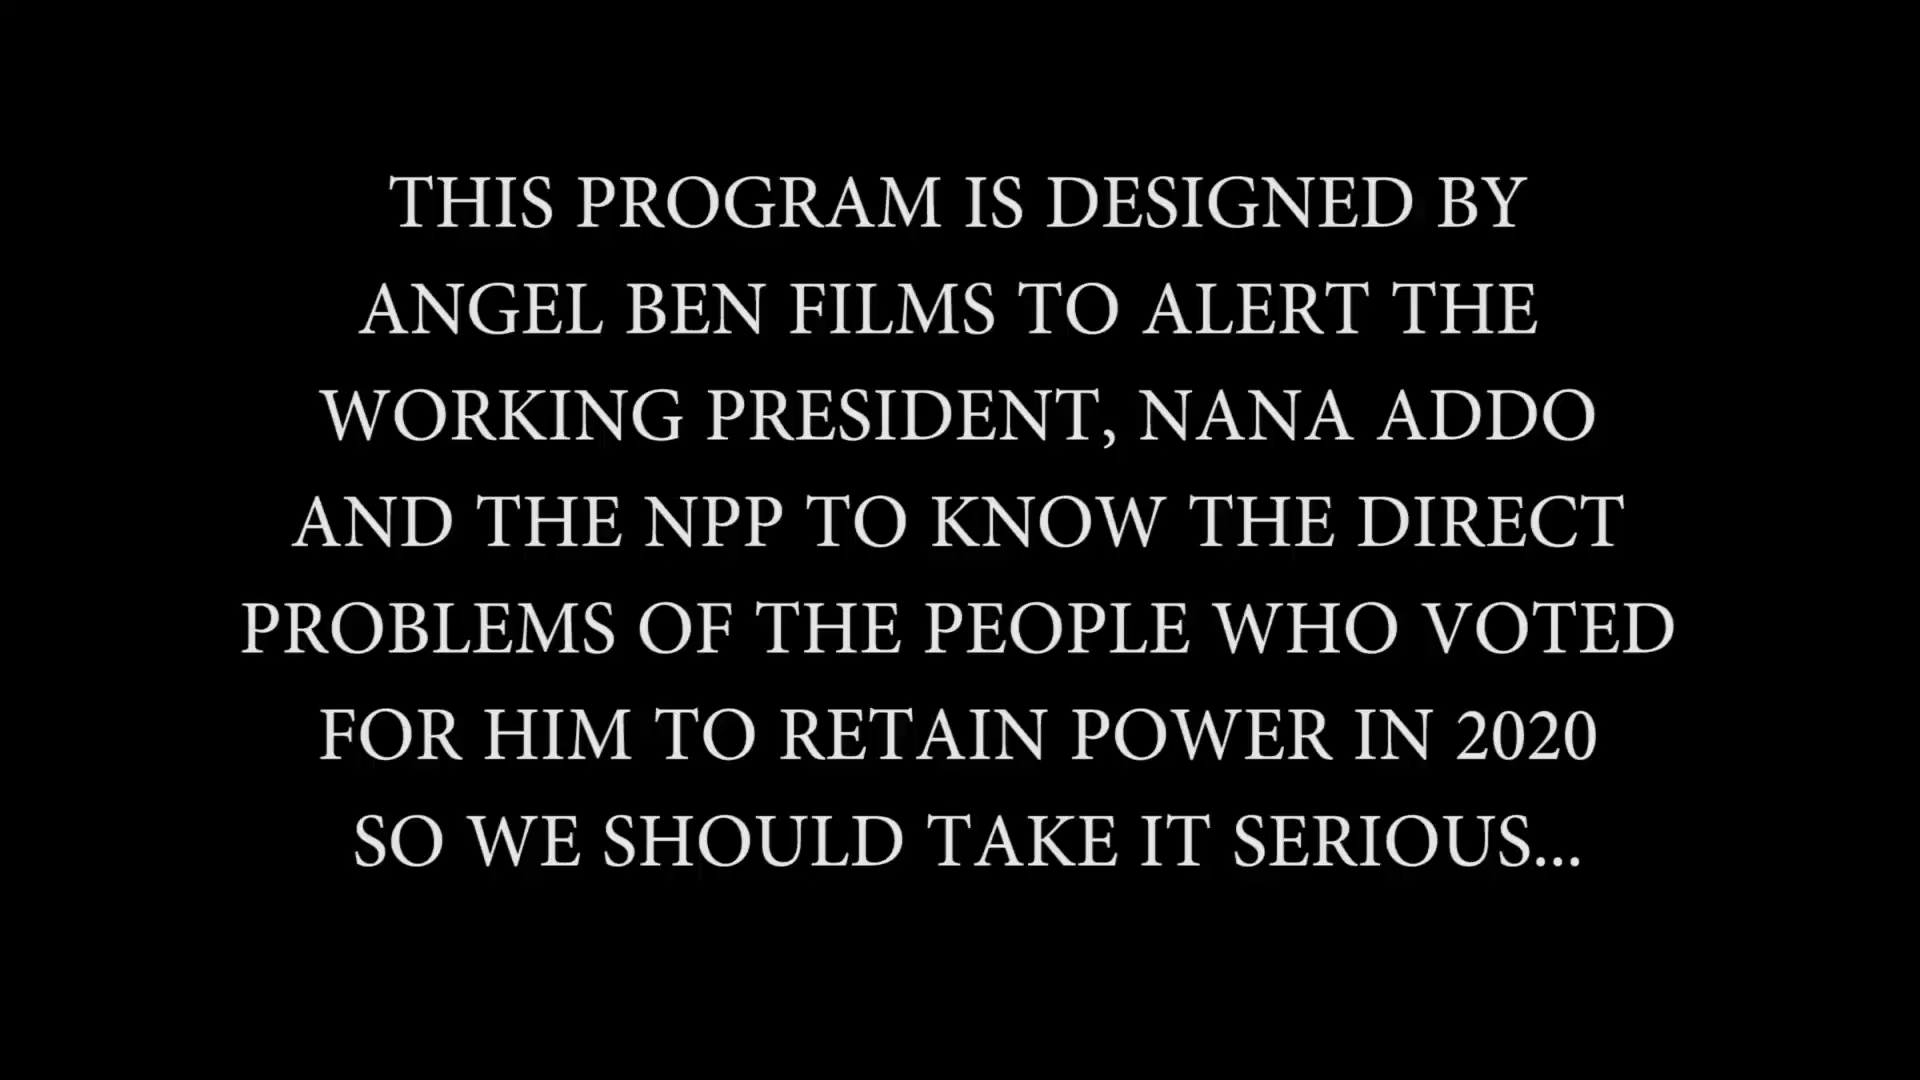 THIS PROGRAM IS DESIGNED BY
ANGEL BEN FILMS TO ALERT THE
WORKING PRESIDENT, NANA ADDO
AND THE NPP TO KNOW THE DIRECT
PROBLEMS OF THE PEOPLE WHO VOTED
FOR HIM TO RETAIN POWER IN 2020
SO WE SHOULD TAKE IT SERIOUS...